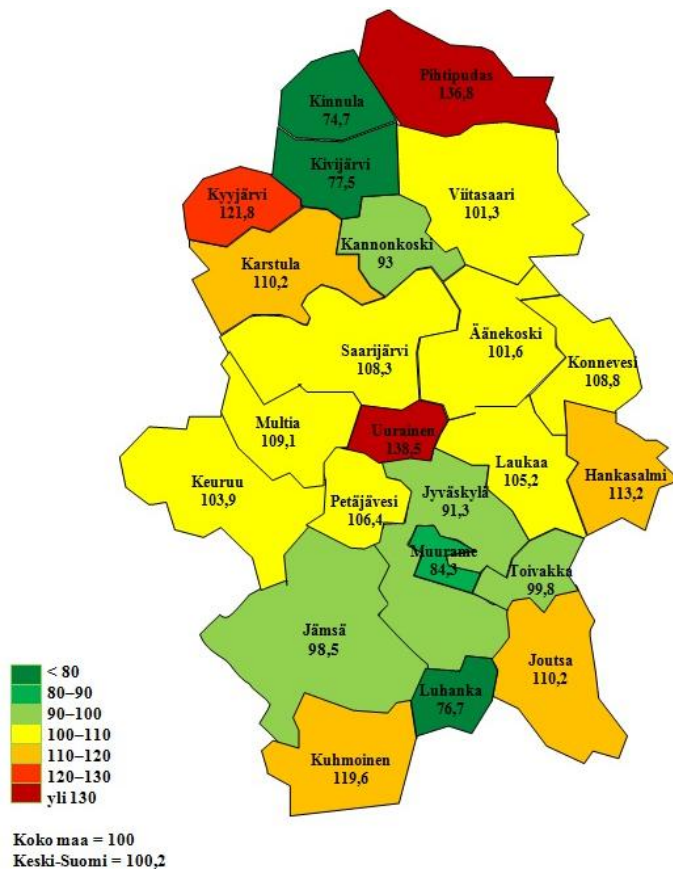 Pihtipudas
136,8
Kinnula
74,7
Kivijärvi
77,5
Kyyjärvi
121,8
Viitasaari
101,3
Kannonkoski
93
Karstula
110,2
Saarijärvi
108,3
Äänekoski
101,6
Konnevesi
108,8
Multia
109,1
Uurainen
138,5
Laukaa
105,2
Hankasalmi
113,2
Keuruu
103,9
Petäjävesi
106,4
Jyväskylä
91,3
Muurame
84,3
Toivakka
99,8
Jämsä
98,5
Joutsa
110,2
Luhanka
76,7
Kuhmoinen
119,6
< 80
80–90
90–100
100–110
110–120
120–130
yli 130
Koko maa = 100
Keski-Suomi = 100,2